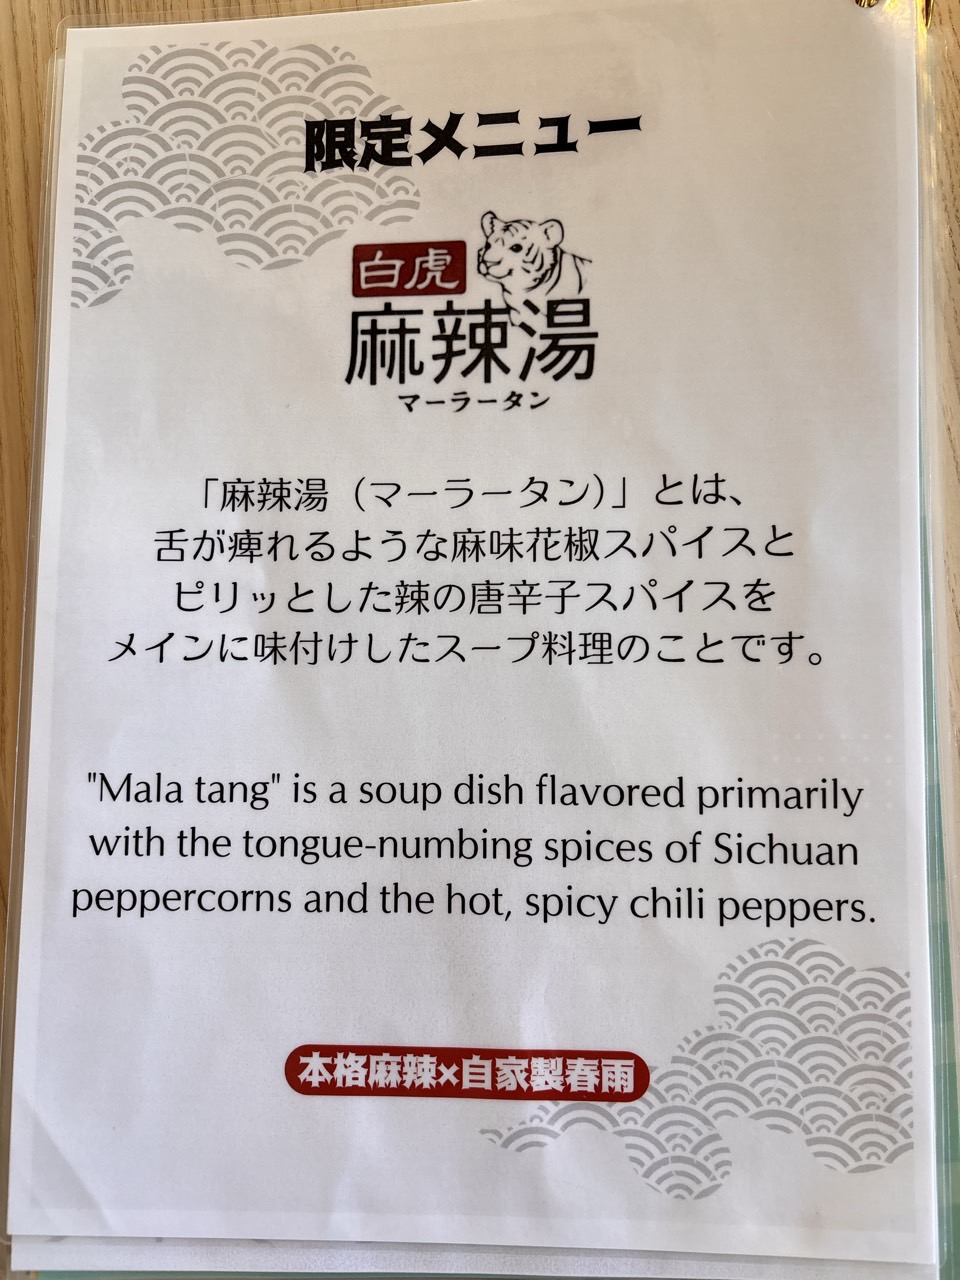 限定メニュー
白虎
麻辣湯
マーラータン
「麻辣湯（マーラータン）」とは、
舌が痺れるような麻味花椒スパイスと
ピリッとした辣の唐辛子スパイスを
メインに味付けしたスープ料理のことです。
"Mala tang" is a soup dish flavored primarily
with the tongue-numbing spices of Sichuan
peppercorns and the hot, spicy chili peppers.
本格麻辣×自家製春雨